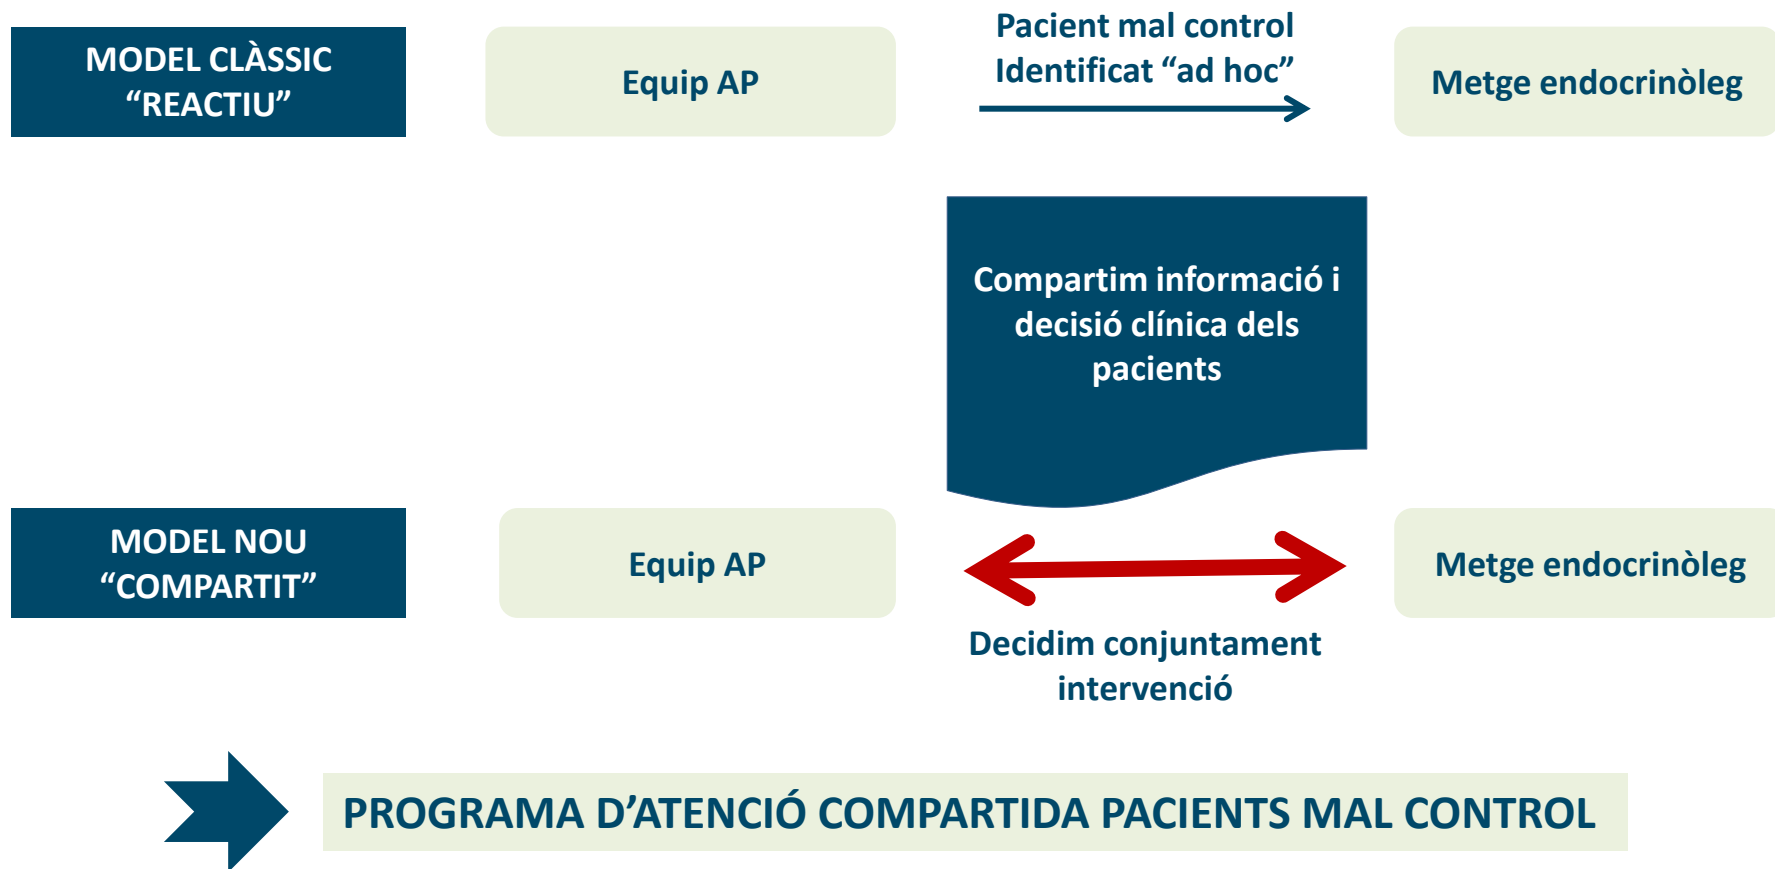 MODEL CLÀSSIC
“REACTIU”
Equip AP
Pacient mal control
Identificat “ad hoc”
Metge endocrinòleg
Compartim informació i
decisió clínica dels
pacients
MODEL NOU
“COMPARTIT”
Equip AP
Metge endocrinòleg
Decidim conjuntament
intervenció
PROGRAMA D’ATENCIÓ COMPARTIDA PACIENTS MAL CONTROL